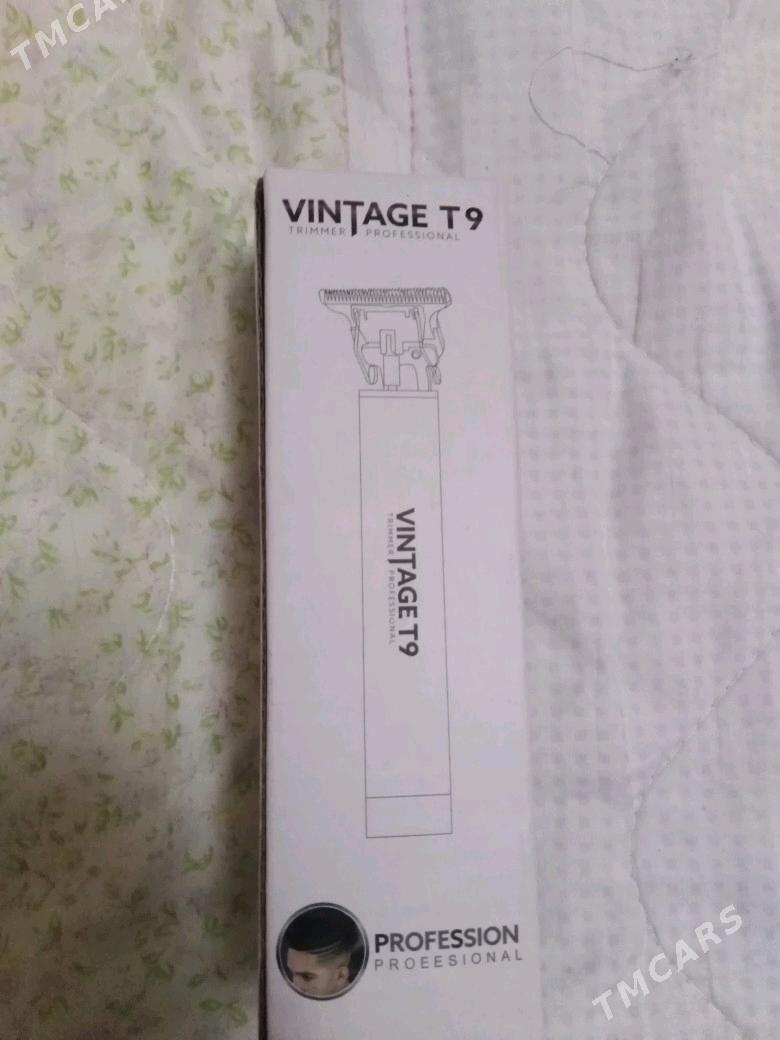 TMCARS
VINTAGE T9
TRIMMER PROFESSIONAL
VINTAGE T9
TRIMMER PROFESSIONAL
PROFESSION
PROEESIONAL
TMCARS